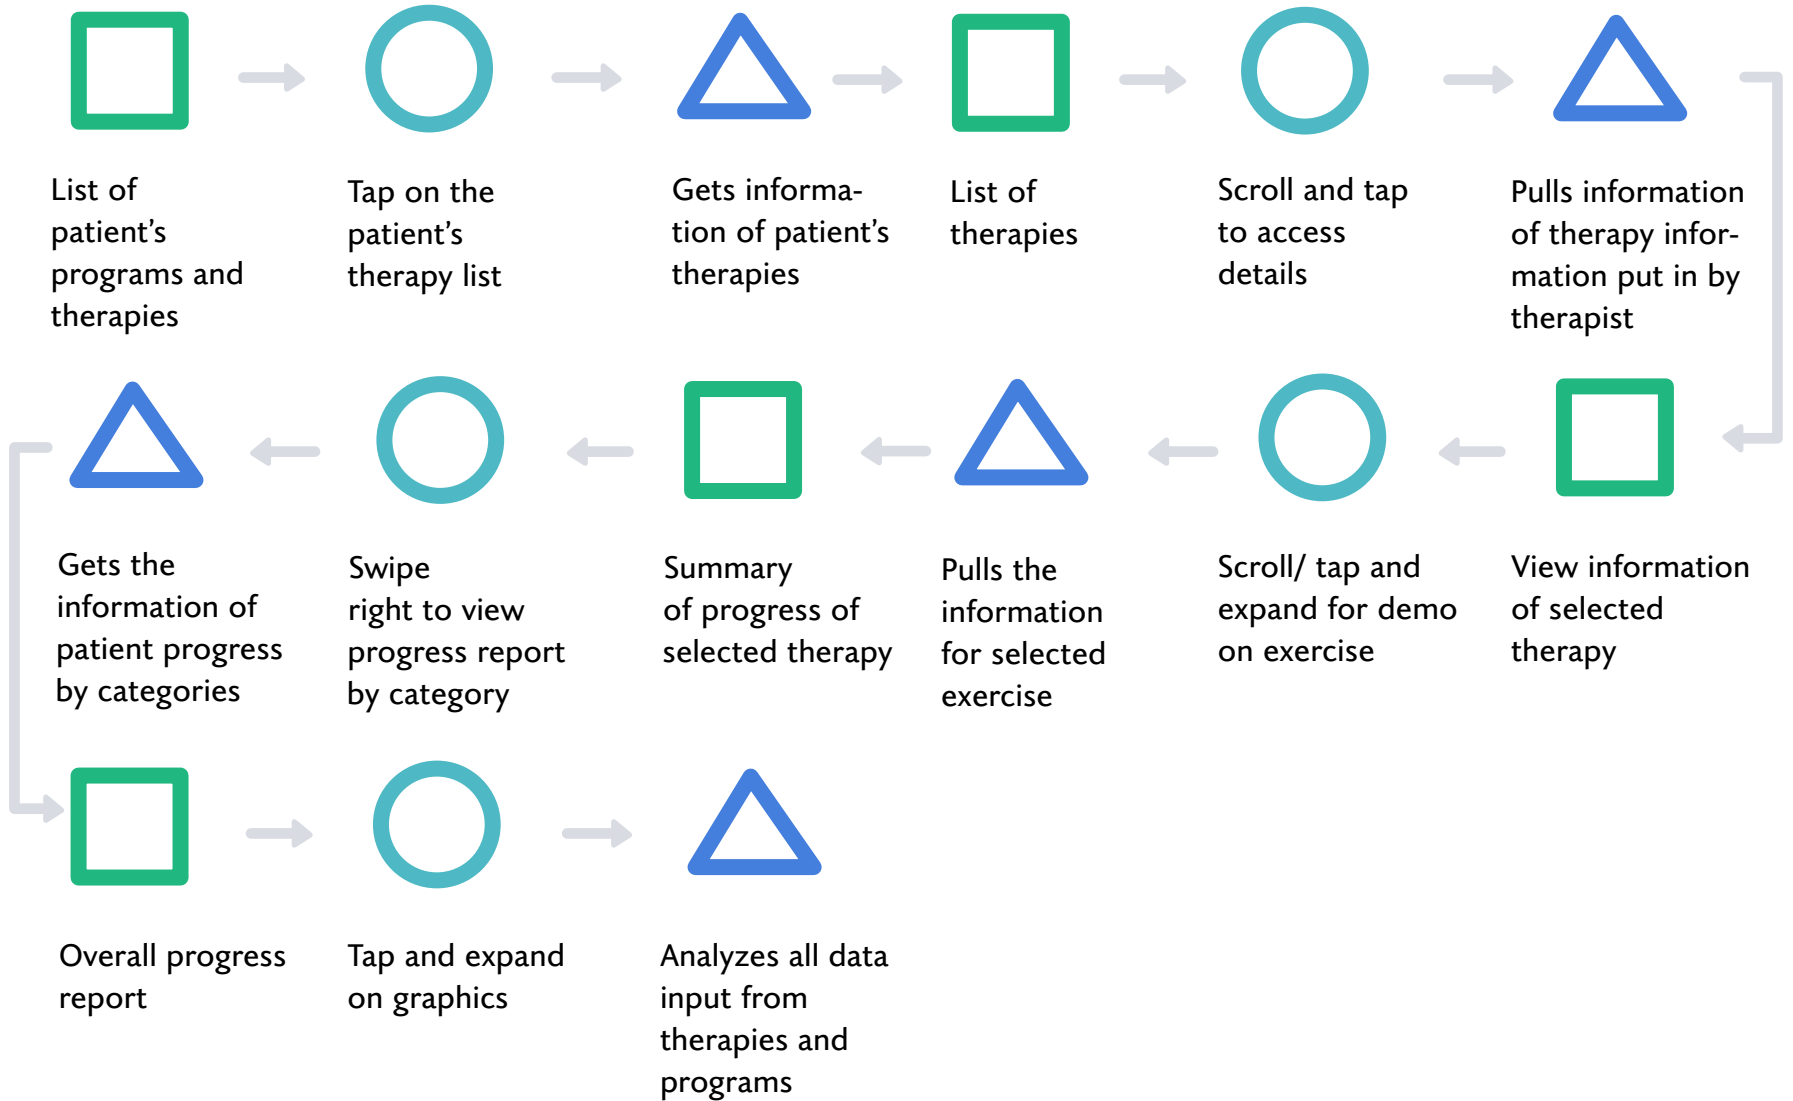 List of
patient’s
programs and
therapies
Tap on the
patient’s
therapy list
Gets informa-
tion of patient’s
therapies
List of
therapies
Scroll and tap
to access
details
Pulls information
of therapy infor-
mation put in by
therapist
View information
of selected
therapy
Scroll/ tap and
expand for demo
on exercise
Pulls the
information
for selected
exercise
Summary
of progress of
selected therapy
Swipe
right to view
progress report
by category
Gets the
information of
patient progress
by categories
Overall progress
report
Tap and expand
on graphics
Analyzes all data
input from
therapies and
programs